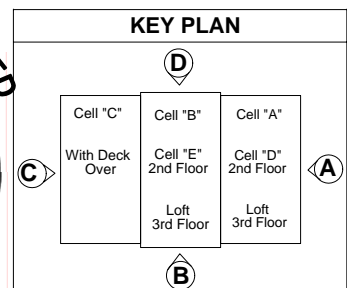 KEY PLAN
D
Cell "C"
With Deck
Over
Cell "B"
Cell "E"
2nd Floor
Loft
3rd Floor
Cell "A"
Cell "D"
2nd Floor
Loft
3rd Floor
C
A
B